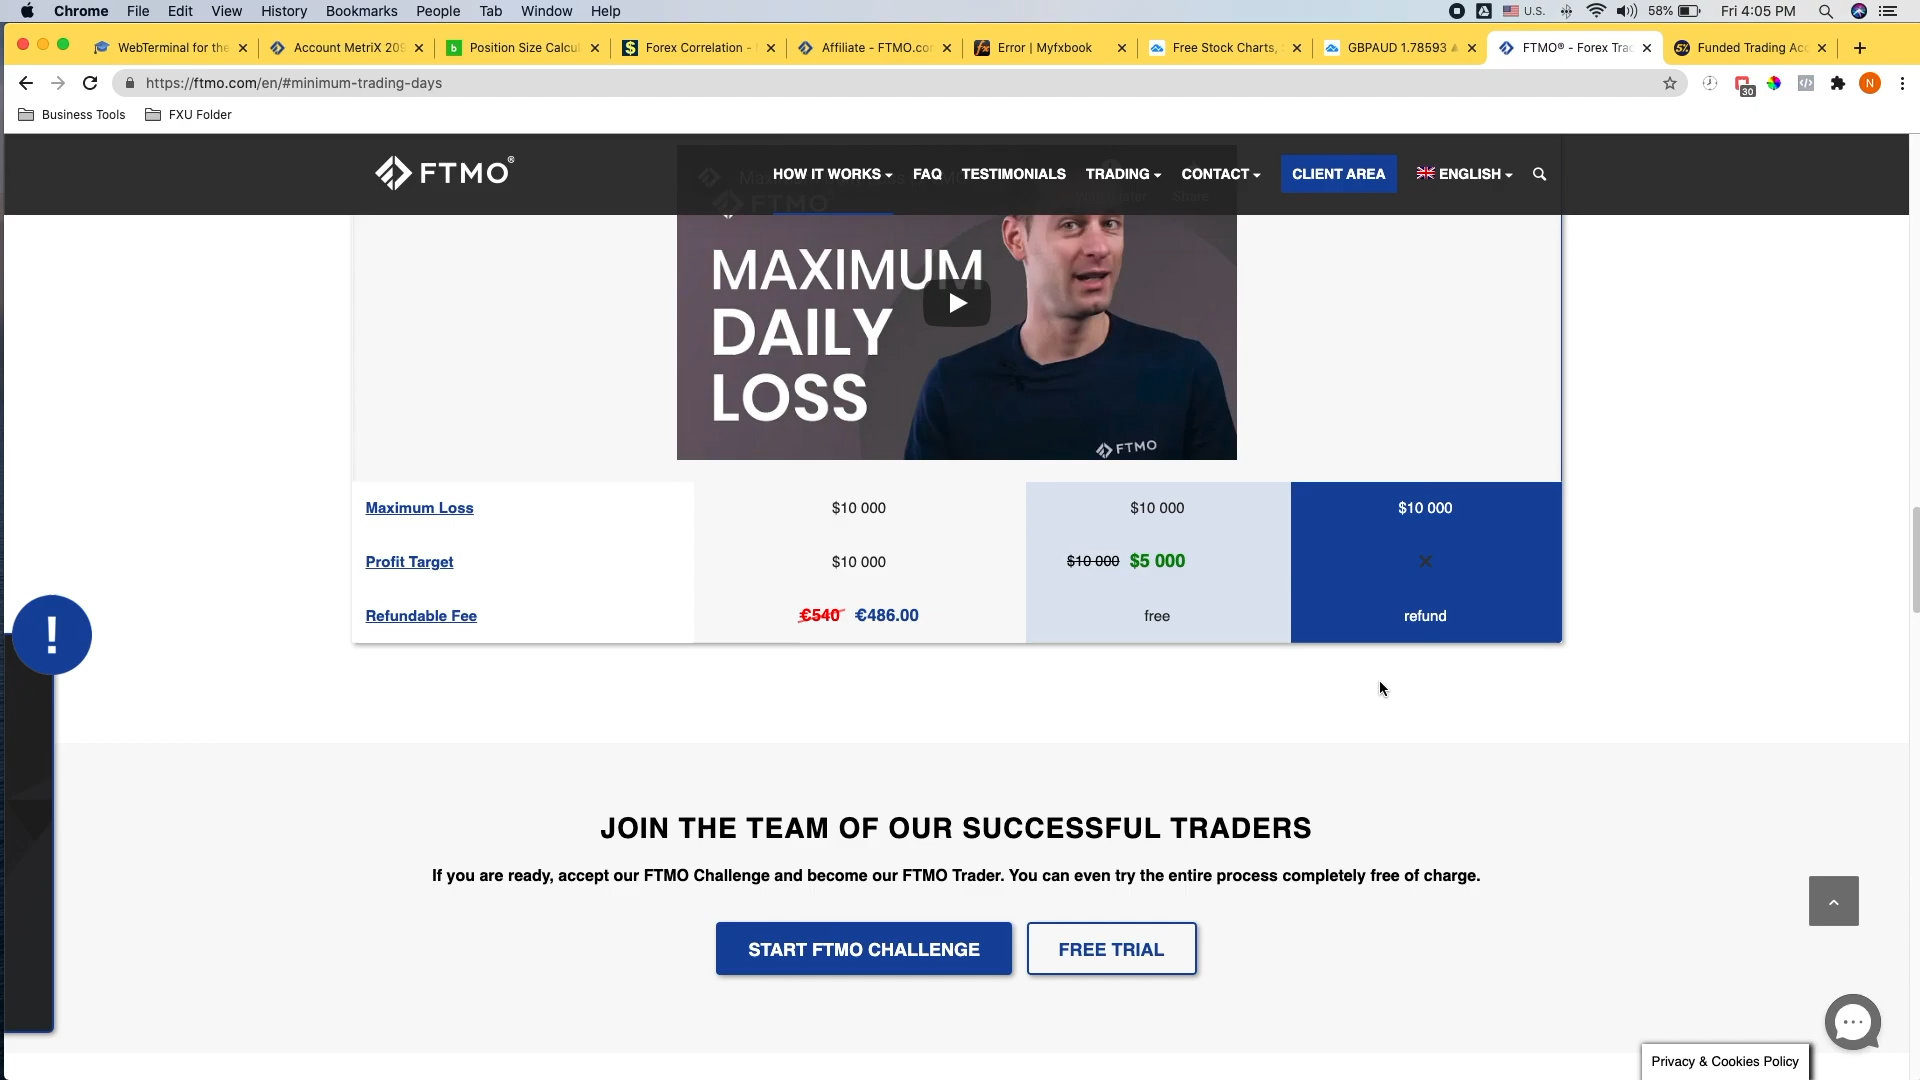 Chrome File Edit View History Bookmarks People Tab Window Help
U.S. 58% Fri 4:05 PM
WebTerminal for the Account MetriX 209 Position Size Calcul Forex Correlation - Affiliate - FTMO.co Error | Myfxbook Free Stock Charts, GBPAUD 1.78593 FTMO® - Forex Trad Funded Trading Acc
https://ftmo.com/en/#minimum-trading-days
30
N
Business Tools FXU Folder
FTMO®
HOW IT WORKS FAQ TESTIMONIALS TRADING CONTACT CLIENT AREA ENGLISH
FTMO
Share
MAXIMUM
DAILY
LOSS
FTMO
Maximum Loss $10 000 $10 000 $10 000
Profit Target $10 000 $10 000 $5 000
Refundable Fee €540 €486.00 free refund
!
JOIN THE TEAM OF OUR SUCCESSFUL TRADERS
If you are ready, accept our FTMO Challenge and become our FTMO Trader. You can even try the entire process completely free of charge.
START FTMO CHALLENGE FREE TRIAL
Privacy & Cookies Policy